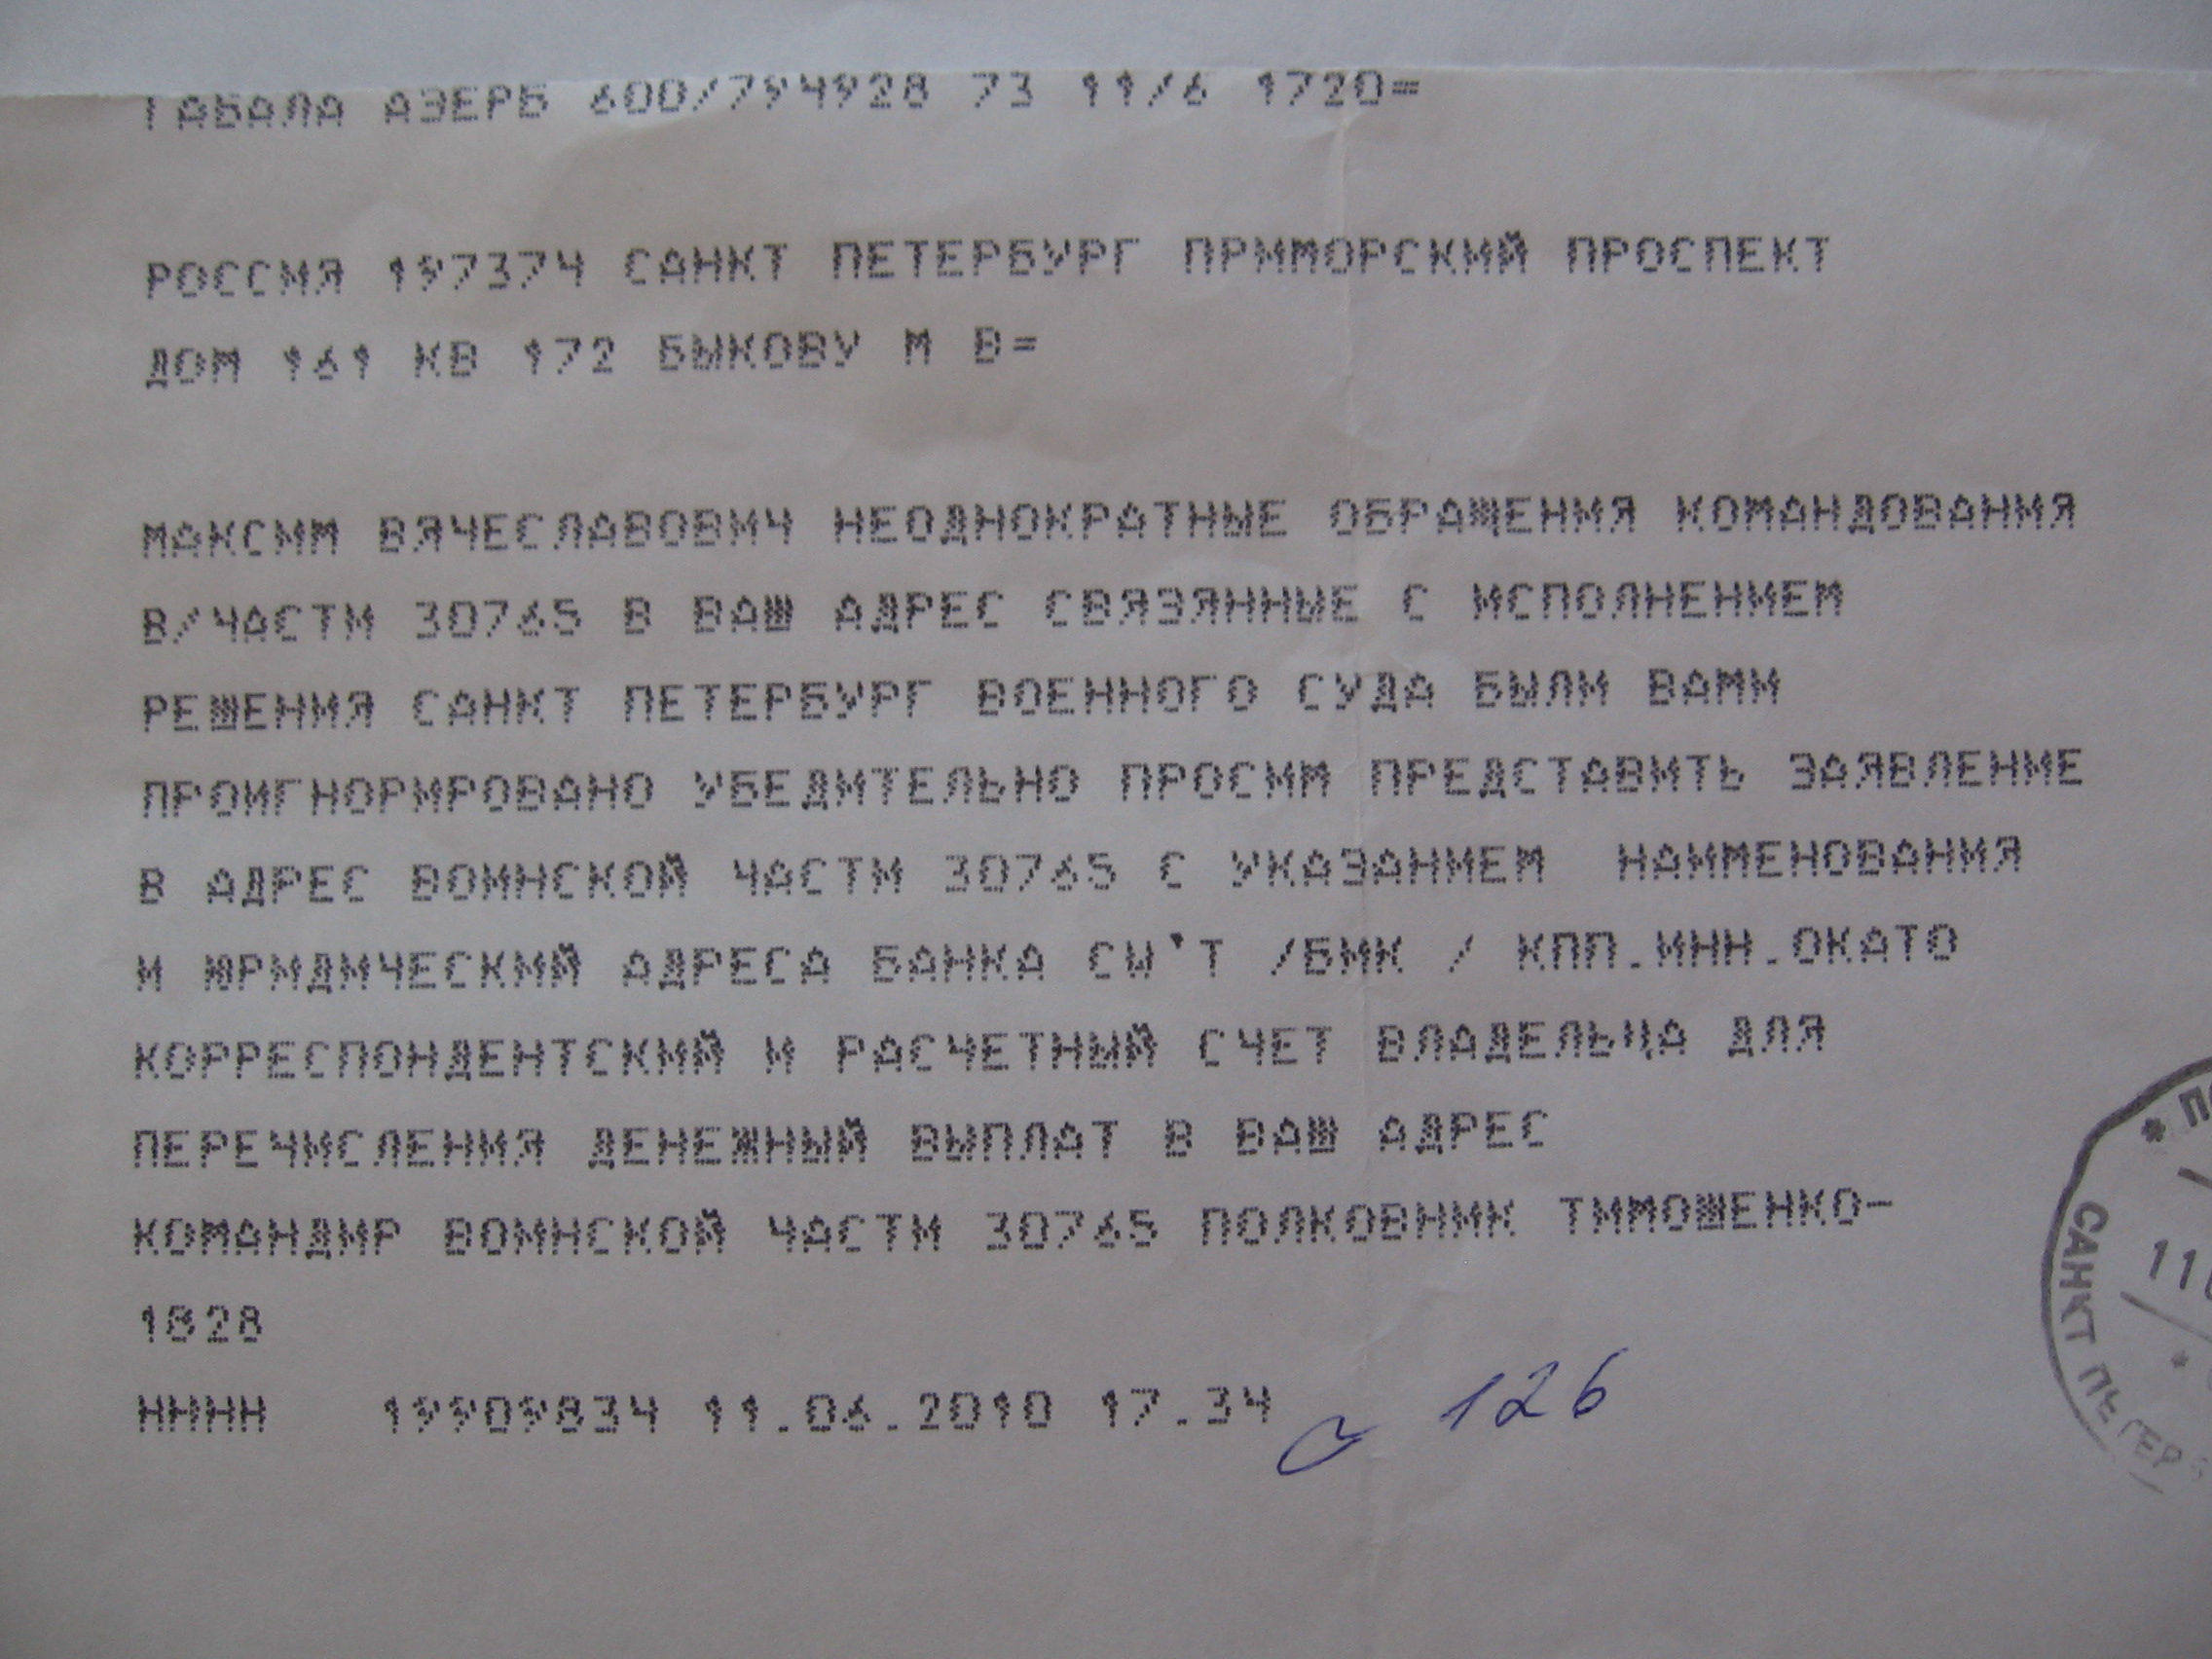 ГАБАЛА АЗЕРБ 600/794928 73 11/6 1720=
РОССИЯ 197374 САНКТ ПЕТЕРБУРГ ПРИМОРСКИЙ ПРОСПЕКТ
ДОМ 161 КВ 172 БЫКОВУ М В=
МАКСИМ ВЯЧЕСЛАВОВИЧ НЕОДНОКРАТНЫЕ ОБРАЩЕНИЯ КОМАНДОВАНИЯ
В/ЧАСТИ 30765 В ВАШ АДРЕС СВЯЗЯННЫЕ С ИСПОЛНЕНИЕМ
РЕШЕНИЯ САНКТ ПЕТЕРБУРГ ВОЕННОГО СУДА БЫЛИ ВАМИ
ПРОИГНОРИРОВАНО УБЕДИТЕЛЬНО ПРОСИМ ПРЕДСТАВИТЬ ЗАЯВЛЕНИЕ
В АДРЕС ВОИНСКОЙ ЧАСТИ 30765 С УКАЗАНИЕМ НАИМЕНОВАНИЯ
И ЮРИДИЧЕСКИЙ АДРЕСА БАНКА /БИК / КПП.ИНН.ОКАТО
КОРРЕСПОНДЕНТСКИЙ И РАСЧЕТНЫЙ СЧЕТ ВЛАДЕЛЬЦА ДЛЯ
ПЕРЕЧИСЛЕНИЯ ДЕНЕЖНЫЙ ВЫПЛАТ В ВАШ АДРЕС
КОМАНДИР ВОИНСКОЙ ЧАСТИ 30765 ПОЛКОВНИК ТИМОШЕНКО-
1828
НННН 19909834 11.06.2010 17.34
126
САНКТ ПЕТЕРБ